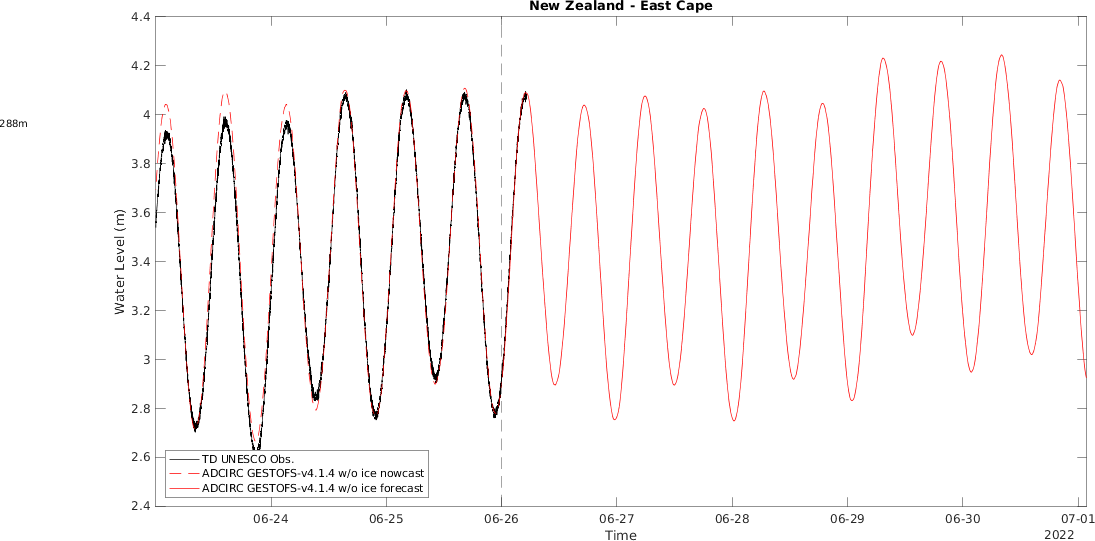 New Zealand - East Cape
288m
Water Level (m)
4.4
4.2
4
3.8
3.6
3.4
3.2
3
2.8
2.6
2.4
TD UNESCO Obs.
ADCIRC GESTOFS-v4.1.4 w/o ice nowcast
ADCIRC GESTOFS-v4.1.4 w/o ice forecast
06-24
06-25
06-26
06-27
06-28
06-29
06-30
07-01
Time
2022